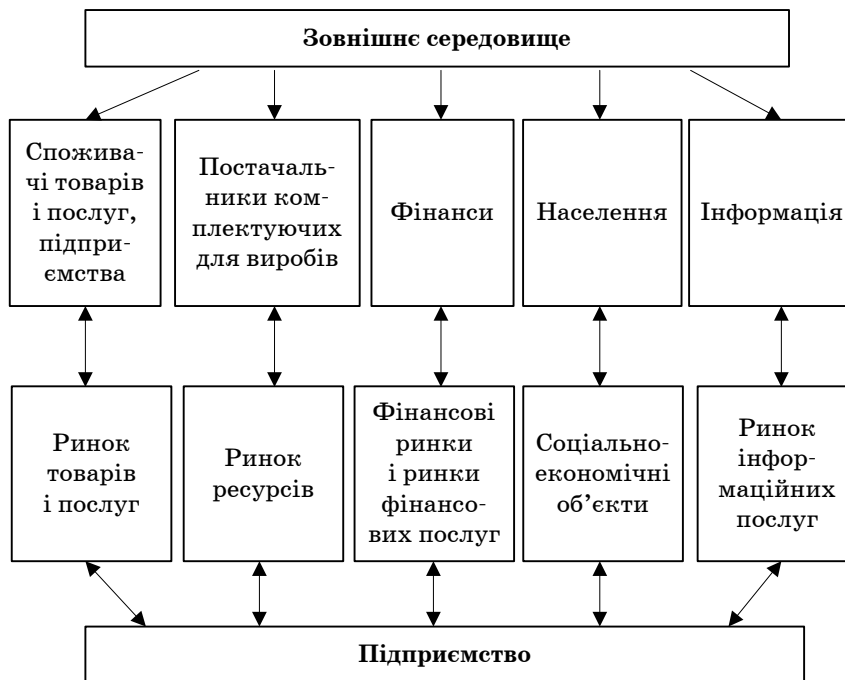 Зовнішнє середовище
Спожива-
чі товарів
і послуг,
підпри-
ємства
Постачаль-
ники ком-
плектуючих
для виробів
Фінанси
Населення
Інформація
Ринок
товарів
і послуг
Ринок
ресурсів
Фінансові
ринки
і ринки
фінансо-
вих послуг
Соціально-
економічні
об’єкти
Ринок
інфор-
маційних
послуг
Підприємство